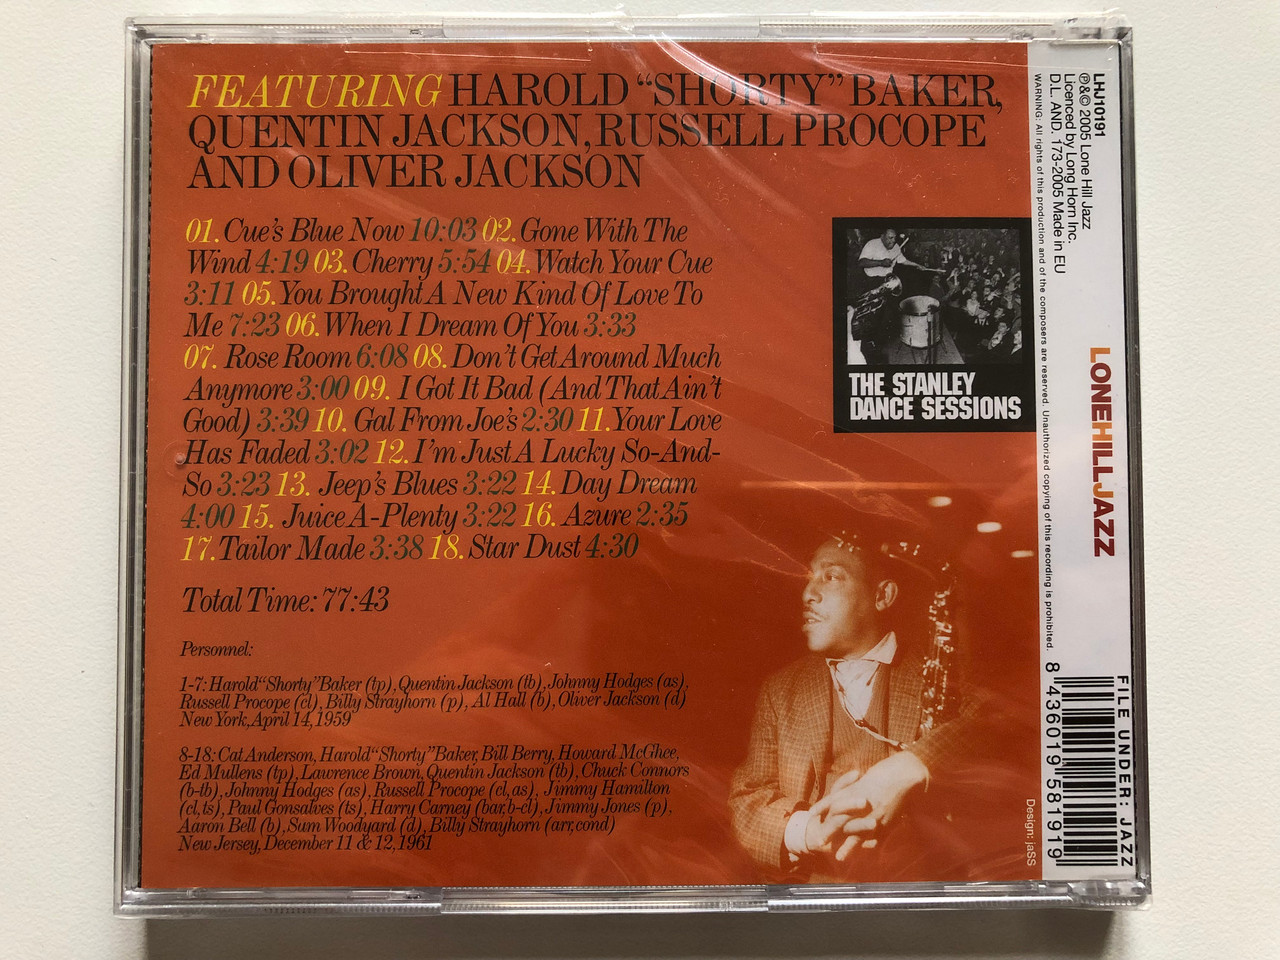 FEATURING HAROLD "SHORTY" BAKER,
QUENTIN JACKSON, RUSSELL PROCOPE
AND OLIVER JACKSON
01. Cue's Blue Now 10:03 02. Gone With The
Wind 4:19 03. Cherry 5:54 04. Watch Your Cue
3:11 05. You Brought A New Kind Of Love To
Me 7:23 06. When I Dream Of You 3:33
07. Rose Room 6:08 08. Don't Get Around Much
Anymore 3:00 09. I Got It Bad (And That Ain't
Good) 3:39 10. Gal From Joe's 2:30 11. Your Love
Has Faded 3:02 12. I'm Just A Lucky So-And-
So 3:23 13. Jeep's Blues 3:22 14. Day Dream
4:00 15. Juice A-Plenty 3:22 16. Azure 2:35
17. Tailor Made 3:38 18. Star Dust 4:30
Total Time: 77:43
Personnel:
1-7: Harold "Shorty" Baker (tp), Quentin Jackson (tb), Johnny Hodges (as),
Russell Procope (cl), Billy Strayhorn (p), Al Hall (b), Oliver Jackson (d)
New York, April 14, 1959
8-18: Cat Anderson, Harold "Shorty" Baker, Bill Berry, Howard McGhee,
Ed Mullens (tp), Lawrence Brown, Quentin Jackson (tb), Chuck Connors
(b-tb), Johnny Hodges (as), Russell Procope (cl, as), Jimmy Hamilton
(cl, ts), Paul Gonsalves (ts), Harry Carney (bar, b-cl), Jimmy Jones (p),
Aaron Bell (b), Sum Woodyard (d), Billy Strayhorn (arr, cond)
New Jersey, December 11 & 12, 1961
THE STANLEY
DANCE SESSIONS
LHJ10191
℗&© 2005 Lone Hill Jazz
Licenced by Long Horn Inc.
D.L. AND. 173-2005 Made in EU
WARNING: All rights of this production and of the composers are reserved. Unauthorized copying of this recording is prohibited.
LONEHILLJAZZ
FILE UNDER: JAZZ
8 436019 581919
Design: jaSS